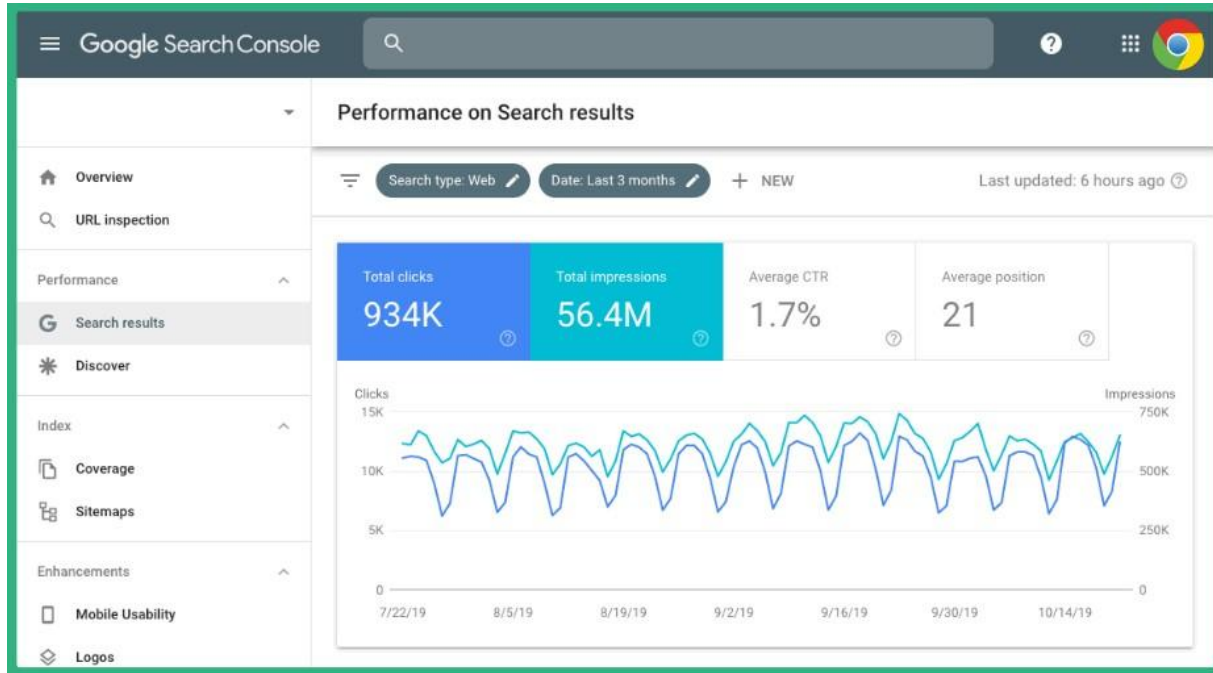 Google Search Console
Performance on Search results
Overview
URL inspection
Performance
Search results
Discover
Index
Coverage
Sitemaps
Enhancements
Mobile Usability
Logos
Search type: Web
Date: Last 3 months
+ NEW
Last updated: 6 hours ago
Total clicks
934K
Total impressions
56.4M
Average CTR
1.7%
Average position
21
Clicks
Impressions
15K
750K
10K
500K
5K
250K
0
0
7/22/19
8/5/19
8/19/19
9/2/19
9/16/19
9/30/19
10/14/19